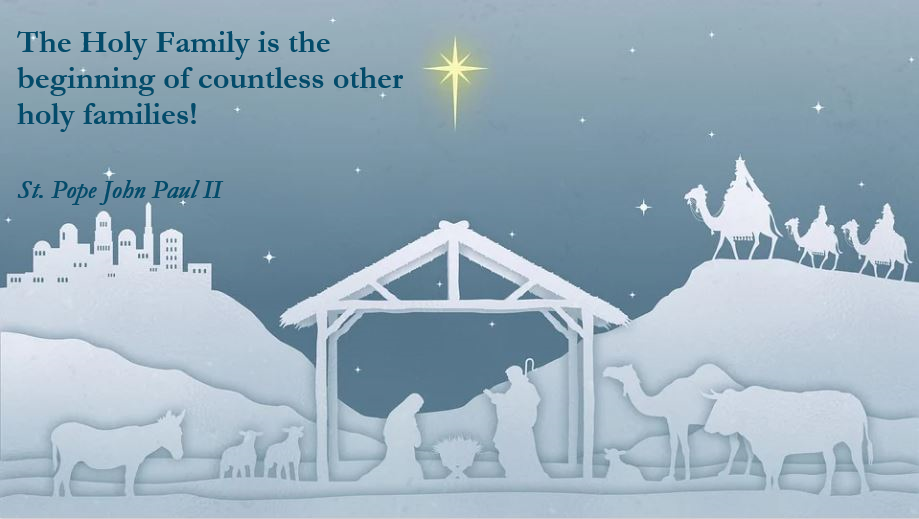 The Holy Family is the
beginning of countless other
holy families!
St. Pope John Paul II